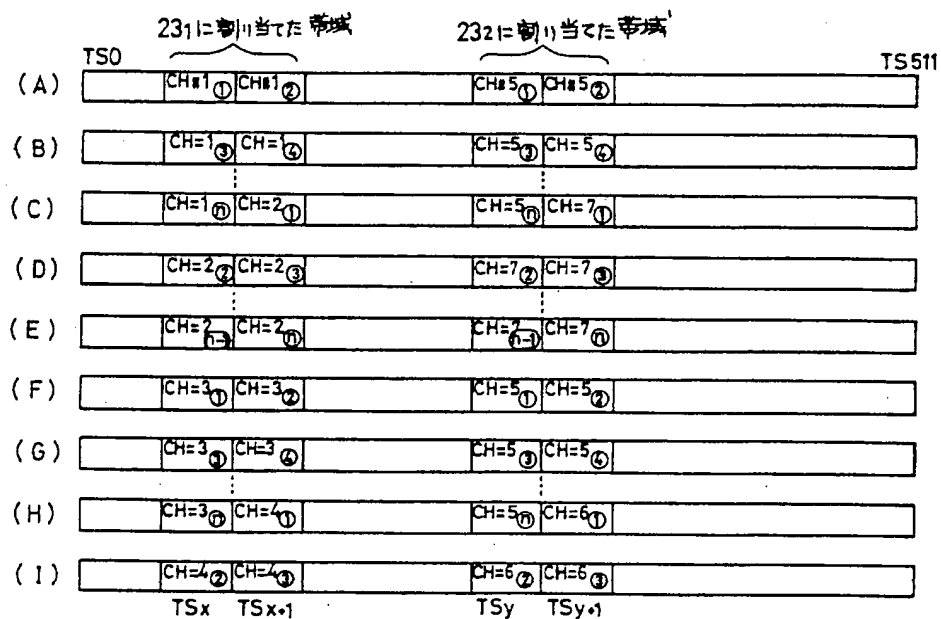 23₁に割り当てた帯域 23₂に割り当てた帯域
TS0 TS511
(A) CH#1① CH#1② CH#5① CH#5②
(B) CH=1③ CH=1④ CH=5③ CH=5④
(C) CH=1ⓝ CH=2① CH=5ⓝ CH=7①
(D) CH=2② CH=2③ CH=7② CH=7③
(E) CH=2(n-1) CH=2ⓝ CH=7(n-1) CH=7ⓝ
(F) CH=3① CH=3② CH=5① CH=5②
(G) CH=3③ CH=3④ CH=5③ CH=5④
(H) CH=3ⓝ CH=4① CH=5ⓝ CH=6①
(I) CH=4② CH=4③ CH=6② CH=6③
TSx TSx+1 TSy TSy+1